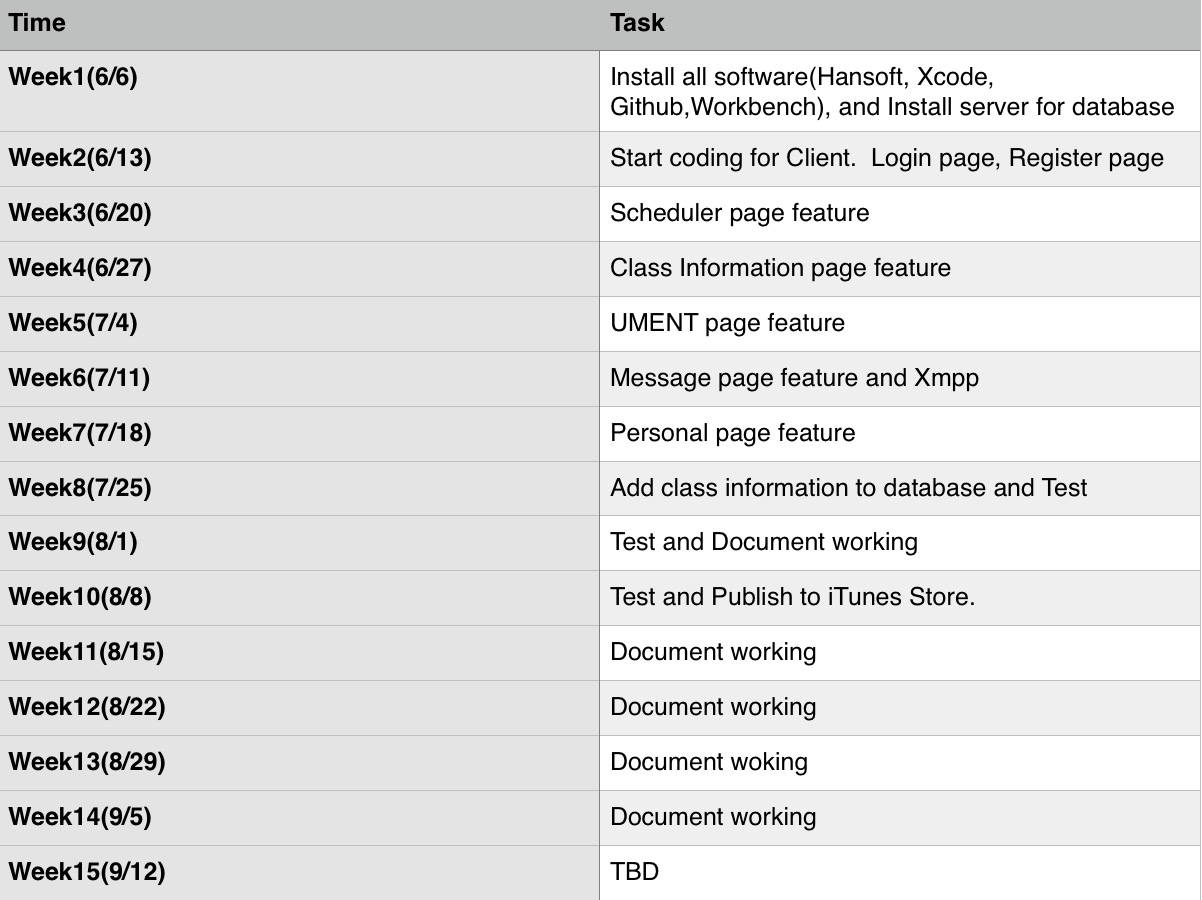 Time Task
Week1(6/6) Install all software(Hansoft, Xcode,
Github,Workbench), and Install server for database
Week2(6/13) Start coding for Client.  Login page, Register page
Week3(6/20) Scheduler page feature
Week4(6/27) Class Information page feature
Week5(7/4) UMENT page feature
Week6(7/11) Message page feature and Xmpp
Week7(7/18) Personal page feature
Week8(7/25) Add class information to database and Test
Week9(8/1) Test and Document working
Week10(8/8) Test and Publish to iTunes Store.
Week11(8/15) Document working
Week12(8/22) Document working
Week13(8/29) Document woking
Week14(9/5) Document working
Week15(9/12) TBD